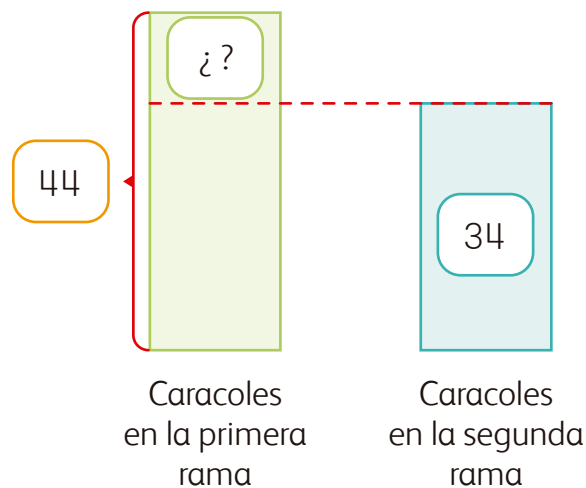 ¿ ?
44
34
Caracoles
en la primera
rama
Caracoles
en la segunda
rama